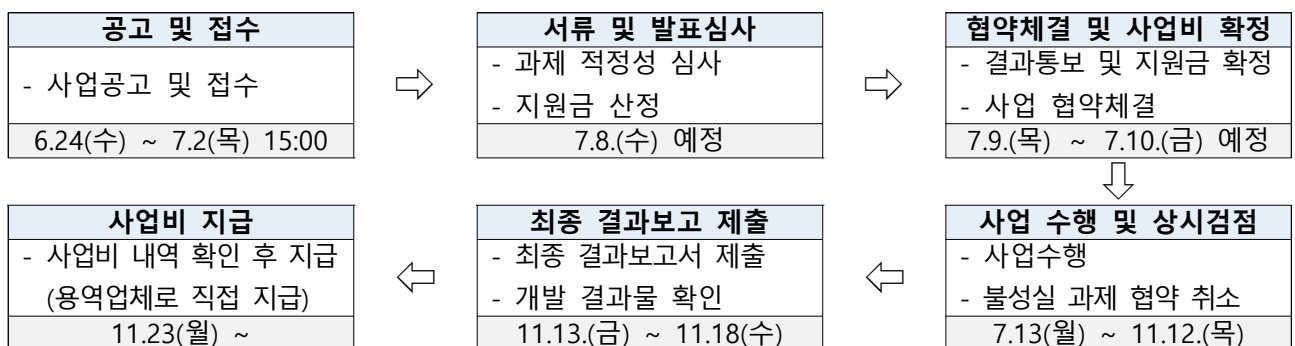 공고 및 접수
- 사업공고 및 접수
6.24(수) ~ 7.2(목) 15:00
서류 및 발표심사
- 과제 적정성 심사
- 지원금 산정
7.8.(수) 예정
협약체결 및 사업비 확정
- 결과통보 및 지원금 확정
- 사업 협약체결
7.9.(목) ~ 7.10.(금) 예정
사업 수행 및 상시검점
- 사업수행
- 불성실 과제 협약 취소
7.13(월) ~ 11.12.(목)
최종 결과보고 제출
- 최종 결과보고서 제출
- 개발 결과물 확인
11.13.(금) ~ 11.18(수)
사업비 지급
- 사업비 내역 확인 후 지급
(용역업체로 직접 지급)
11.23(월) ~